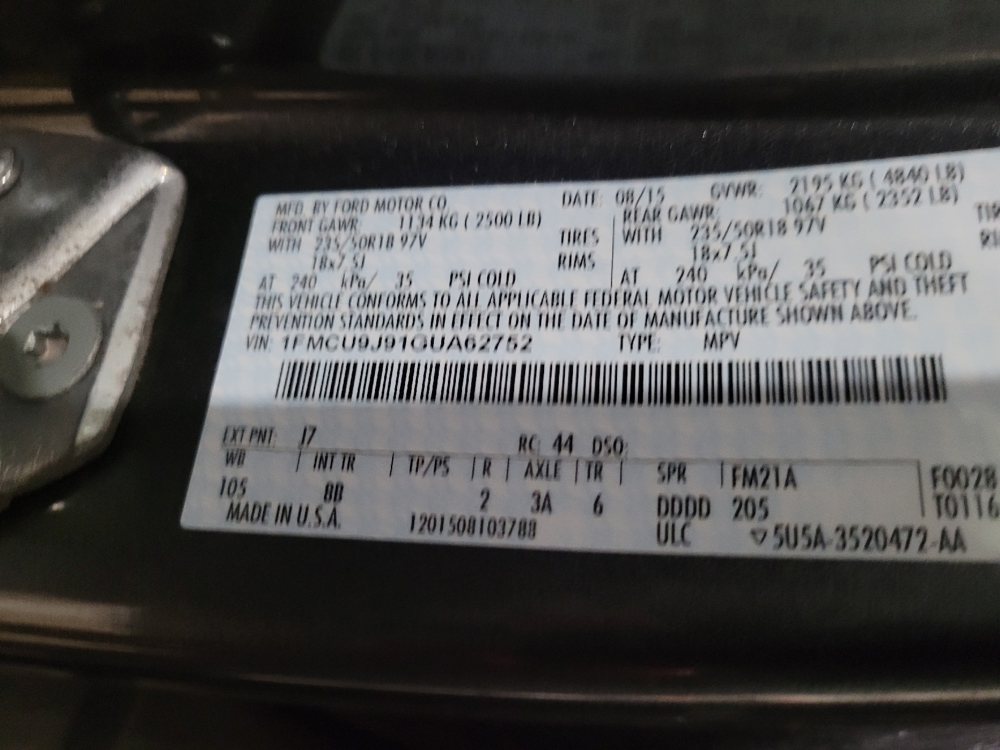 MFD. BY FORD MOTOR CO.
DATE: 08/15
GVWR: 2195 KG ( 4840 LB)
FRONT GAWR: 1134 KG ( 2500 LB)
REAR GAWR: 1067 KG ( 2352 LB)
WITH 235/50R18 97V TIRES
WITH 235/50R18 97V
18x7.5J RIMS
18x7.5J
AT 240 kPa/ 35 PSI COLD
AT 240 kPa/ 35 PSI COLD
THIS VEHICLE CONFORMS TO ALL APPLICABLE FEDERAL MOTOR VEHICLE SAFETY AND THEFT
PREVENTION STANDARDS IN EFFECT ON THE DATE OF MANUFACTURE SHOWN ABOVE.
VIN: 1FMCU9J91GUA62752 TYPE: MPV
EXT PNT: J7 RC: 44 DSO:
WB INT TR TP/PS R AXLE TR SPR FM21A F0028
105 BB 2 3A 6 DDDD 205 T0116
MADE IN U.S.A. 1201508103788 ULC 5U5A-3520472-AA